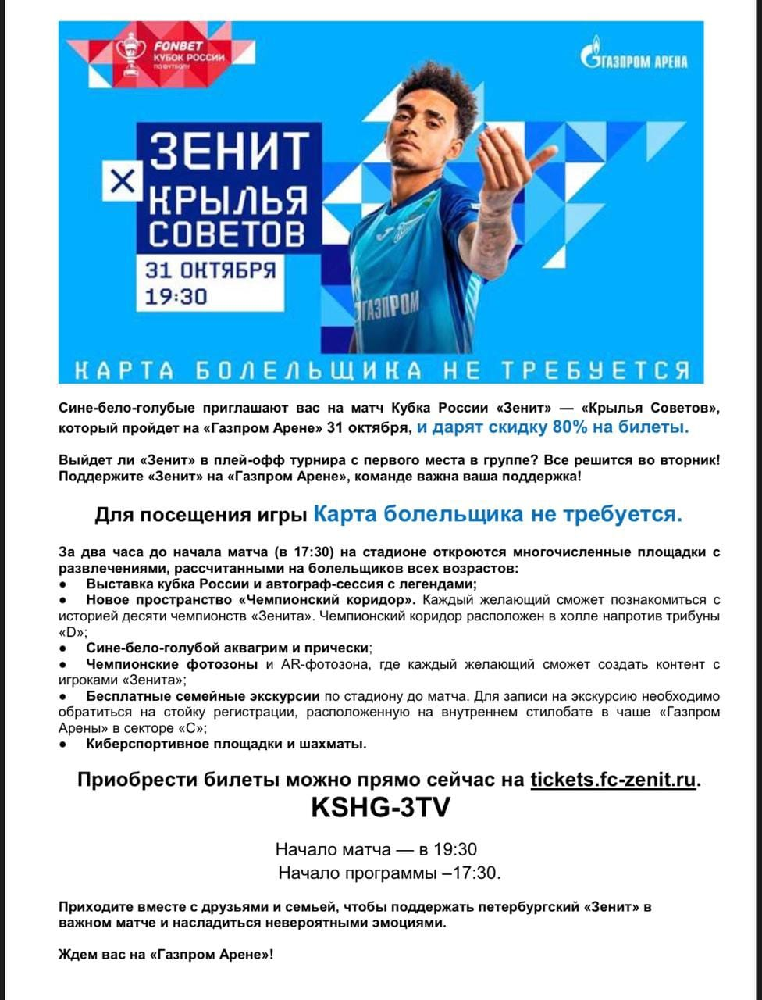 FONBET
КУБОК РОССИИ
ПО ФУТБОЛУ
ГАЗПРОМ АРЕНА
ЗЕНИТ
×
КРЫЛЬЯ
СОВЕТОВ
31 ОКТЯБРЯ
19:30
ГАЗПРОМ
КАРТА БОЛЕЛЬЩИКА НЕ ТРЕБУЕТСЯ
Сине-бело-голубые приглашают вас на матч Кубка России «Зенит» — «Крылья Советов»,
который пройдет на «Газпром Арене» 31 октября, и дарят скидку 80% на билеты.
Выйдет ли «Зенит» в плей-офф турнира с первого места в группе? Все решится во вторник!
Поддержите «Зенит» на «Газпром Арене», команде важна ваша поддержка!
Для посещения игры Карта болельщика не требуется.
За два часа до начала матча (в 17:30) на стадионе откроются многочисленные площадки с
развлечениями, рассчитанными на болельщиков всех возрастов:
● Выставка кубка России и автограф-сессия с легендами;
● Новое пространство «Чемпионский коридор». Каждый желающий сможет познакомиться с
историей десяти чемпионств «Зенита». Чемпионский коридор расположен в холле напротив трибуны
«D»;
● Сине-бело-голубой аквагрим и прически;
● Чемпионские фотозоны и AR-фотозона, где каждый желающий сможет создать контент с
игроками «Зенита»;
● Бесплатные семейные экскурсии по стадиону до матча. Для записи на экскурсию необходимо
обратиться на стойку регистрации, расположенную на внутреннем стилобате в чаше «Газпром
Арены» в секторе «С»;
● Киберспортивное площадки и шахматы.
Приобрести билеты можно прямо сейчас на tickets.fc-zenit.ru.
KSHG-3TV
Начало матча — в 19:30
Начало программы –17:30.
Приходите вместе с друзьями и семьей, чтобы поддержать петербургский «Зенит» в
важном матче и насладиться невероятными эмоциями.
Ждем вас на «Газпром Арене»!